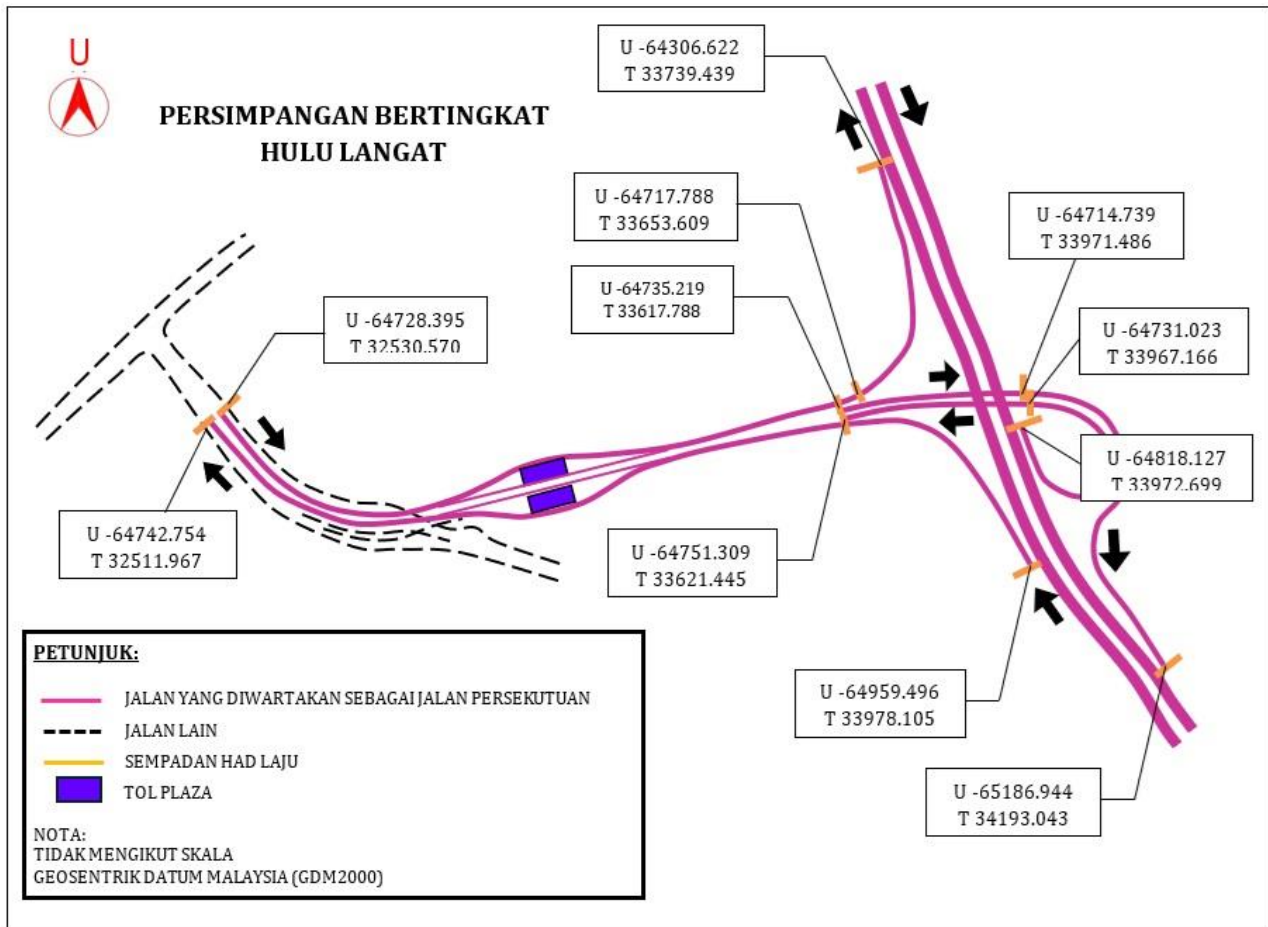 U
PERSIMPANGAN BERTINGKAT
HULU LANGAT
U -64306.622
T 33739.439
U -64717.788
T 33653.609
U -64714.739
T 33971.486
U -64735.219
T 33617.788
U -64728.395
T 32530.570
U -64731.023
T 33967.166
U -64818.127
T 33972.699
U -64742.754
T 32511.967
U -64751.309
T 33621.445
U -64959.496
T 33978.105
U -65186.944
T 34193.043
PETUNJUK:
JALAN YANG DIWARTAKAN SEBAGAI JALAN PERSEKUTUAN
JALAN LAIN
SEMPADAN HAD LAJU
TOL PLAZA
NOTA:
TIDAK MENGIKUT SKALA
GEOSENTRIK DATUM MALAYSIA (GDM2000)